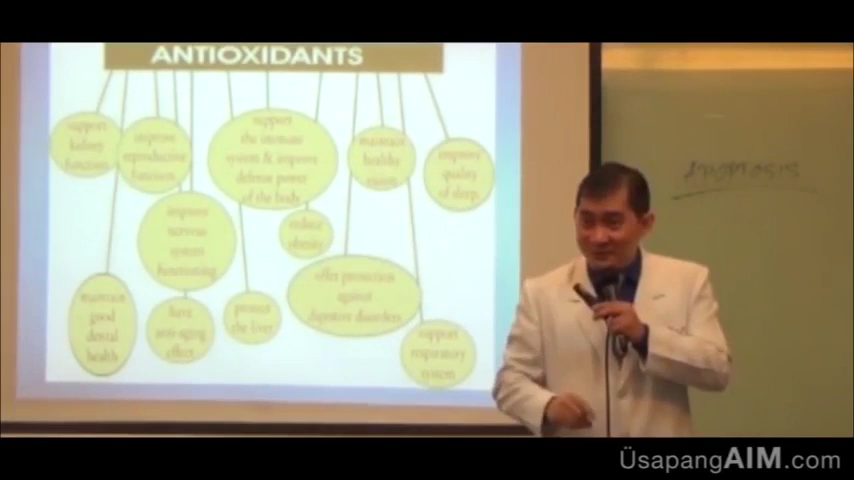 ANTIOXIDANTS
support
kidney
function
improve
reproductive
function
support
the immune
system & improve
defense power
of the body
maintain
healthy
vision
improve
quality
of sleep
improve
nervous
system
functioning
reduce
obesity
offer protection
against
digestive disorders
maintain
good
dental
health
have
anti-aging
effect
protect
the liver
support
respiratory
system
ÜsapangAIM.com